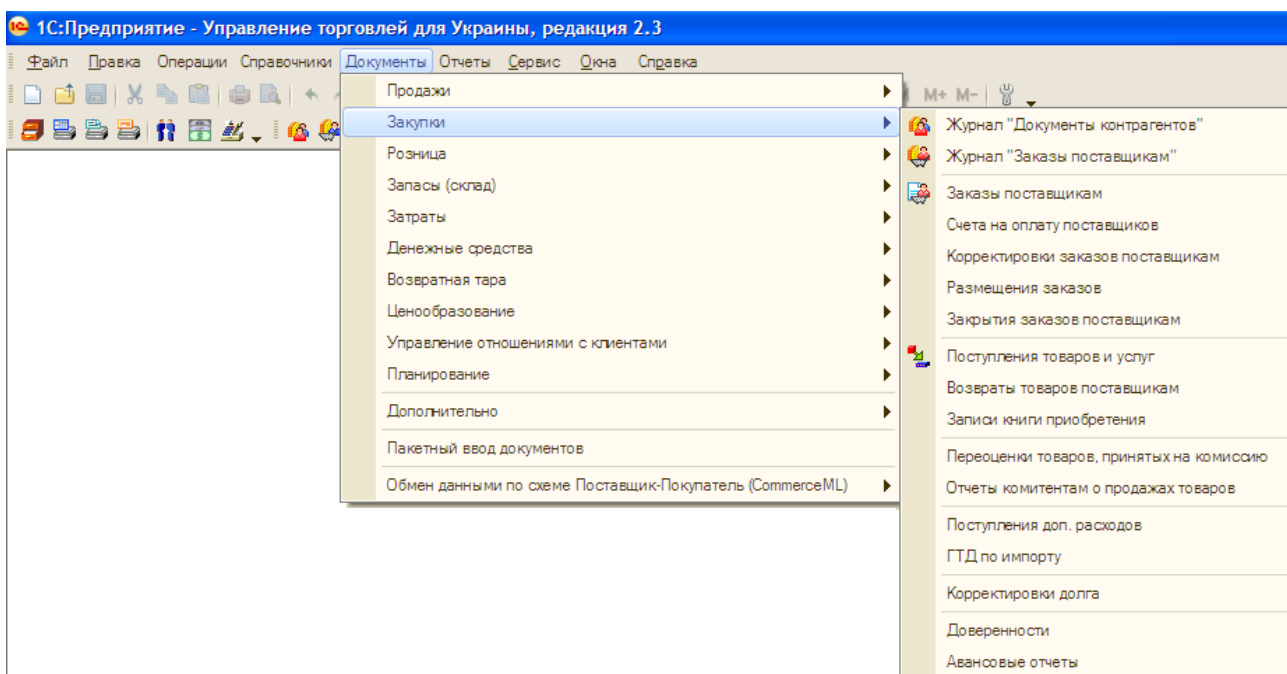 1С:Предприятие - Управление торговлей для Украины, редакция 2.3
Файл Правка Операции Справочники Документы Отчеты Сервис Окна Справка
M+ M-
Продажи
Закупки
Розница
Запасы (склад)
Затраты
Денежные средства
Возвратная тара
Ценообразование
Управление отношениями с клиентами
Планирование
Дополнительно
Пакетный ввод документов
Обмен данными по схеме Поставщик-Покупатель (CommerceML)
Журнал "Документы контрагентов"
Журнал "Заказы поставщикам"
Заказы поставщикам
Счета на оплату поставщиков
Корректировки заказов поставщикам
Размещения заказов
Закрытия заказов поставщикам
Поступления товаров и услуг
Возвраты товаров поставщикам
Записи книги приобретения
Переоценки товаров, принятых на комиссию
Отчеты комитентам о продажах товаров
Поступления доп. расходов
ГТД по импорту
Корректировки долга
Доверенности
Авансовые отчеты